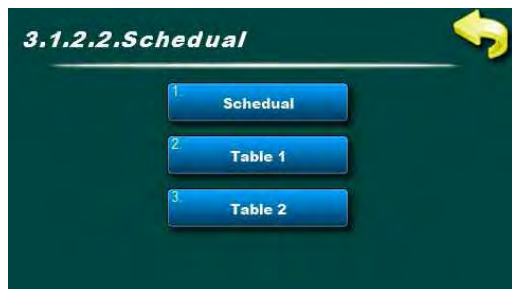 3.1.2.2.Schedual
1.
Schedual
2.
Table 1
3.
Table 2